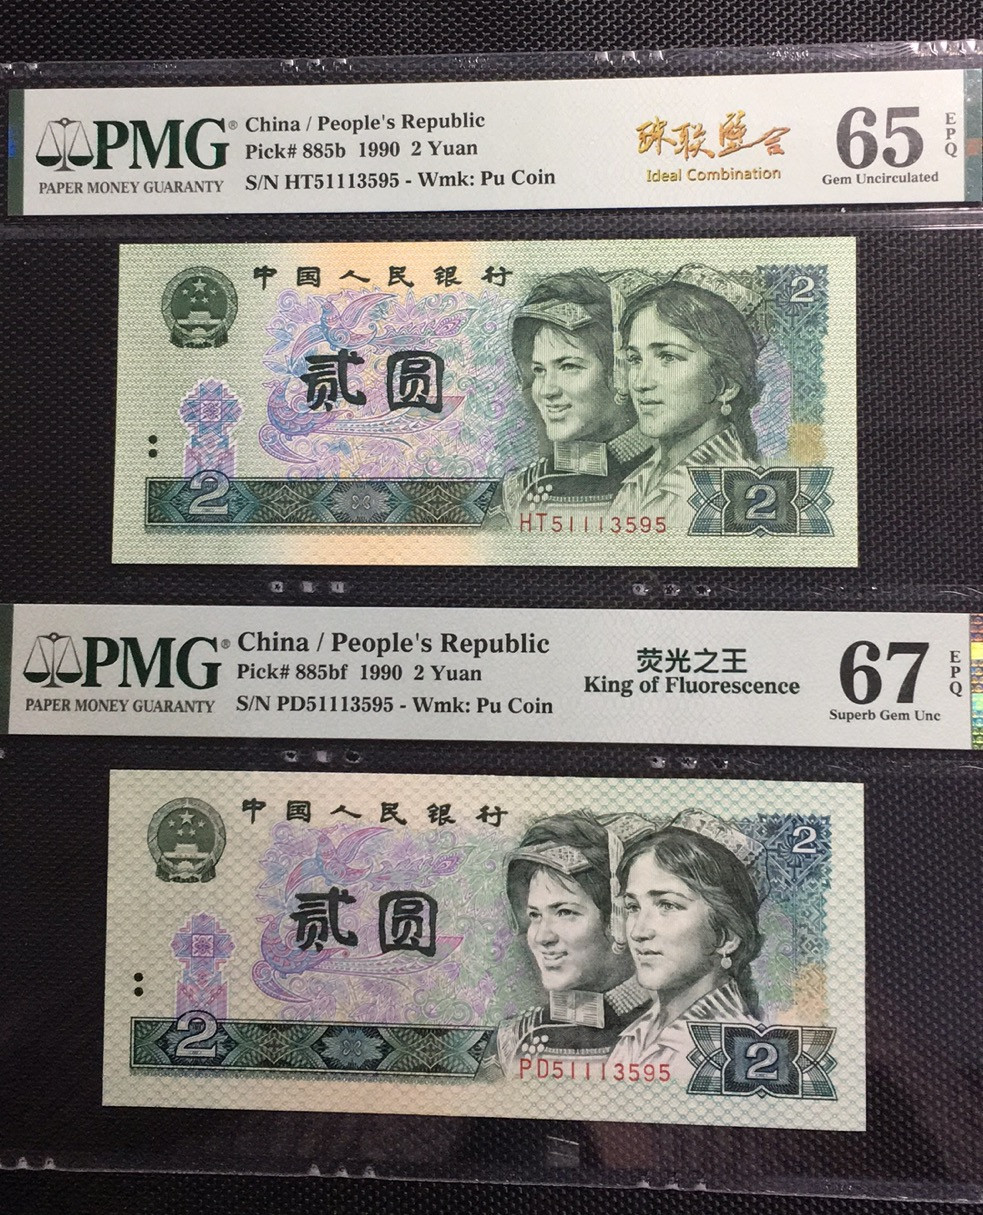 PMG®
PAPER MONEY GUARANTY
China / People's Republic
Pick# 885b 1990 2 Yuan
S/N HT51113595 - Wmk: Pu Coin
珠联璧合
Ideal Combination
65
EPQ
Gem Uncirculated
中国人民银行
2
贰圆
2
2
HT51113595
PMG®
PAPER MONEY GUARANTY
China / People's Republic
Pick# 885bf 1990 2 Yuan
S/N PD51113595 - Wmk: Pu Coin
荧光之王
King of Fluorescence
67
EPQ
Superb Gem Unc
中国人民银行
2
贰圆
2
2
PD51113595